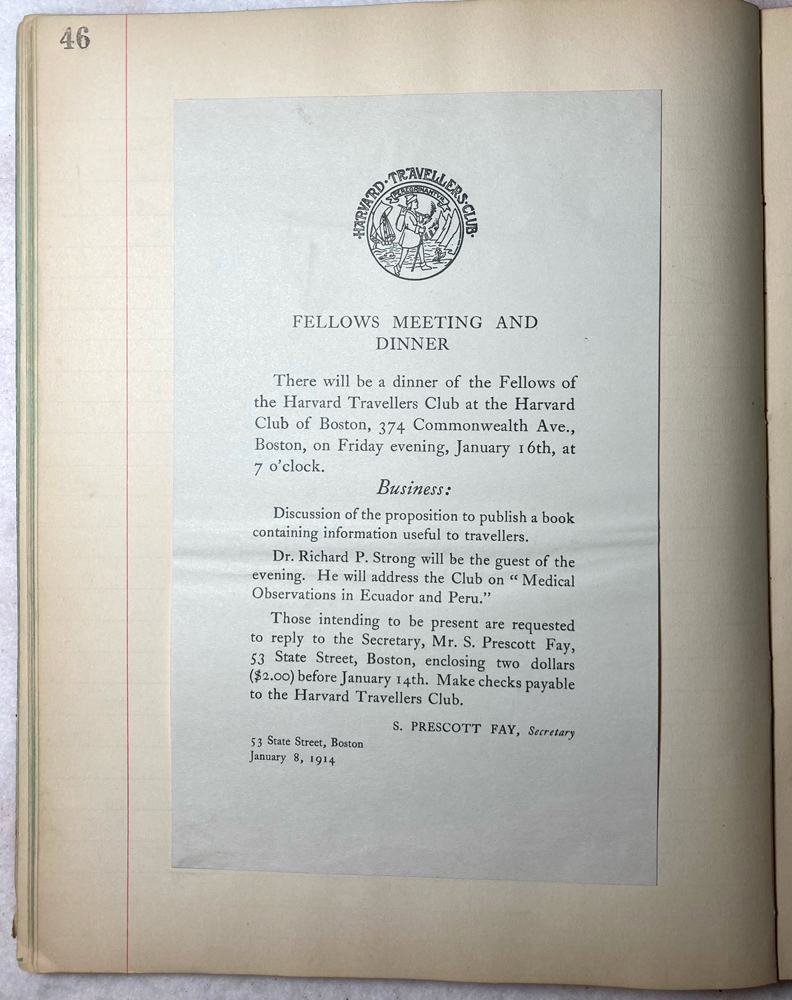 46
HARVARD·TRAVELLERS·CLUB·
FELLOWS MEETING AND
DINNER
There will be a dinner of the Fellows of
the Harvard Travellers Club at the Harvard
Club of Boston, 374 Commonwealth Ave.,
Boston, on Friday evening, January 16th, at
7 o'clock.
Business:
Discussion of the proposition to publish a book
containing information useful to travellers.
Dr. Richard P. Strong will be the guest of the
evening. He will address the Club on “ Medical
Observations in Ecuador and Peru.”
Those intending to be present are requested
to reply to the Secretary, Mr. S. Prescott Fay,
53 State Street, Boston, enclosing two dollars
($2.00) before January 14th. Make checks payable
to the Harvard Travellers Club.
S. PRESCOTT FAY, Secretary
53 State Street, Boston
January 8, 1914